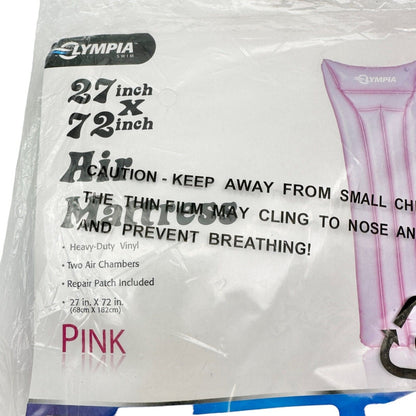 OLYMPIA
SWIM
OLYMPIA
27 inch
X
72 inch
Air
Mattress
CAUTION - KEEP AWAY FROM SMALL
THE THIN FILM MAY CLING TO NOSE
AND PREVENT BREATHING!
• Heavy-Duty Vinyl
• Two Air Chambers
• Repair Patch Included
• 27 in. X 72 in.
(68cm X 182cm)
PINK